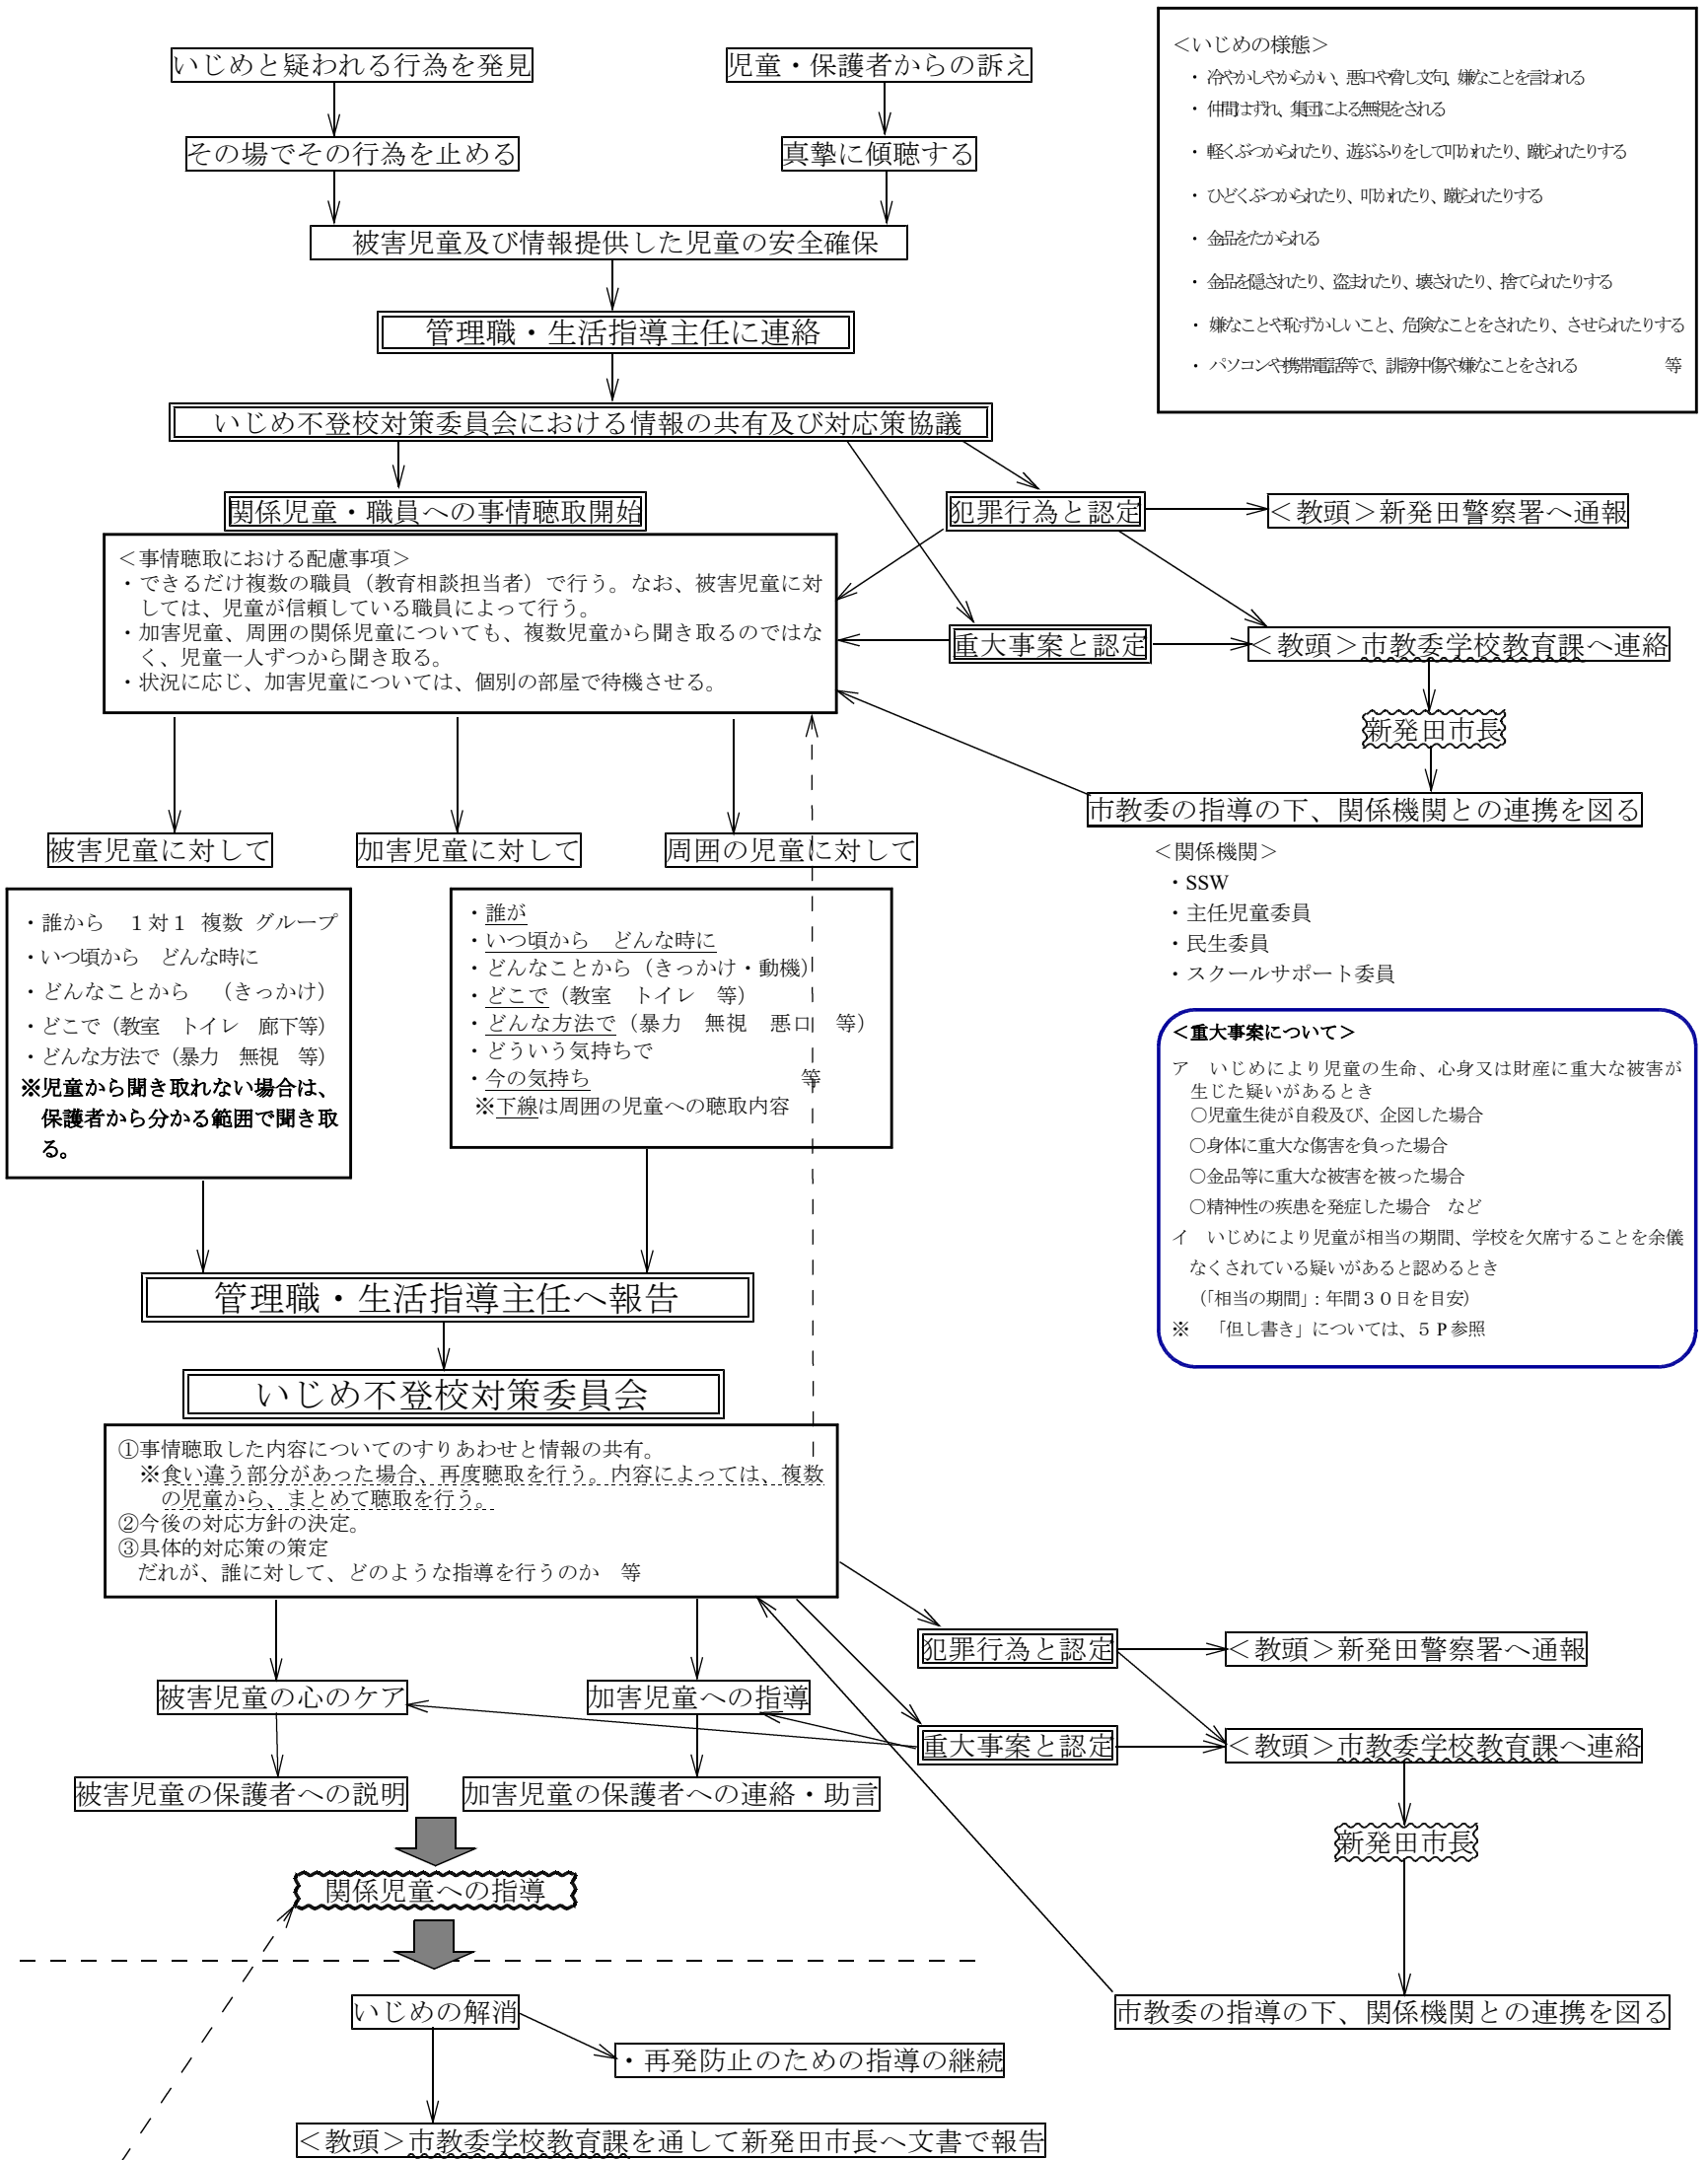 いじめと疑われる行為を発見
児童・保護者からの訴え
その場でその行為を止める
真摯に傾聴する
被害児童及び情報提供した児童の安全確保
管理職・生活指導主任に連絡
いじめ不登校対策委員会における情報の共有及び対応策協議
＜いじめの様態＞
・ 冷やかしやからかい、悪口や脅し文句、嫌なことを言われる
・ 仲間はずれ、集団による無視をされる
・ 軽くぶつかられたり、遊ぶふりをして叩かれたり、蹴られたりする
・ ひどくぶつかられたり、叩かれたり、蹴られたりする
・ 金品をたかられる
・ 金品を隠されたり、盗まれたり、壊されたり、捨てられたりする
・ 嫌なことや恥ずかしいこと、危険なことをされたり、させられたりする
・ パソコンや携帯電話等で、誹謗中傷や嫌なことをされる　　　　　等
関係児童・職員への事情聴取開始
犯罪行為と認定
＜教頭＞新発田警察署へ通報
＜事情聴取における配慮事項＞
・できるだけ複数の職員（教育相談担当者）で行う。なお、被害児童に対
しては、児童が信頼している職員によって行う。
・加害児童、周囲の関係児童についても、複数児童から聞き取るのではな
く、児童一人ずつから聞き取る。
・状況に応じ、加害児童については、個別の部屋で待機させる。
重大事案と認定
＜教頭＞市教委学校教育課へ連絡
新発田市長
市教委の指導の下、関係機関との連携を図る
＜関係機関＞
・SSW
・主任児童委員
・民生委員
・スクールサポート委員
被害児童に対して
加害児童に対して
周囲の児童に対して
・誰から　１対１ 複数 グループ
・いつ頃から　どんな時に
・どんなことから　（きっかけ）
・どこで（教室　トイレ　廊下等）
・どんな方法で（暴力　無視　等）
※児童から聞き取れない場合は、
保護者から分かる範囲で聞き取
る。
・誰が
・いつ頃から　どんな時に
・どんなことから（きっかけ・動機）
・どこで（教室　トイレ　等）
・どんな方法で（暴力　無視　悪口　等）
・どういう気持ちで
・今の気持ち　　　　　　　　　　等
※下線は周囲の児童への聴取内容
＜重大事案について＞
ア　いじめにより児童の生命、心身又は財産に重大な被害が
生じた疑いがあるとき
○児童生徒が自殺及び、企図した場合
○身体に重大な傷害を負った場合
○金品等に重大な被害を被った場合
○精神性の疾患を発症した場合　など
イ　いじめにより児童が相当の期間、学校を欠席することを余儀
なくされている疑いがあると認めるとき
（「相当の期間」：年間３０日を目安）
※　「但し書き」については、５P参照
管理職・生活指導主任へ報告
いじめ不登校対策委員会
①事情聴取した内容についてのすりあわせと情報の共有。
※食い違う部分があった場合、再度聴取を行う。内容によっては、複数
の児童から、まとめて聴取を行う。
②今後の対応方針の決定。
③具体的対応策の策定
だれが、誰に対して、どのような指導を行うのか　等
犯罪行為と認定
＜教頭＞新発田警察署へ通報
被害児童の心のケア
加害児童への指導
重大事案と認定
＜教頭＞市教委学校教育課へ連絡
被害児童の保護者への説明
加害児童の保護者への連絡・助言
新発田市長
関係児童への指導
いじめの解消
市教委の指導の下、関係機関との連携を図る
・再発防止のための指導の継続
＜教頭＞市教委学校教育課を通して新発田市長へ文書で報告